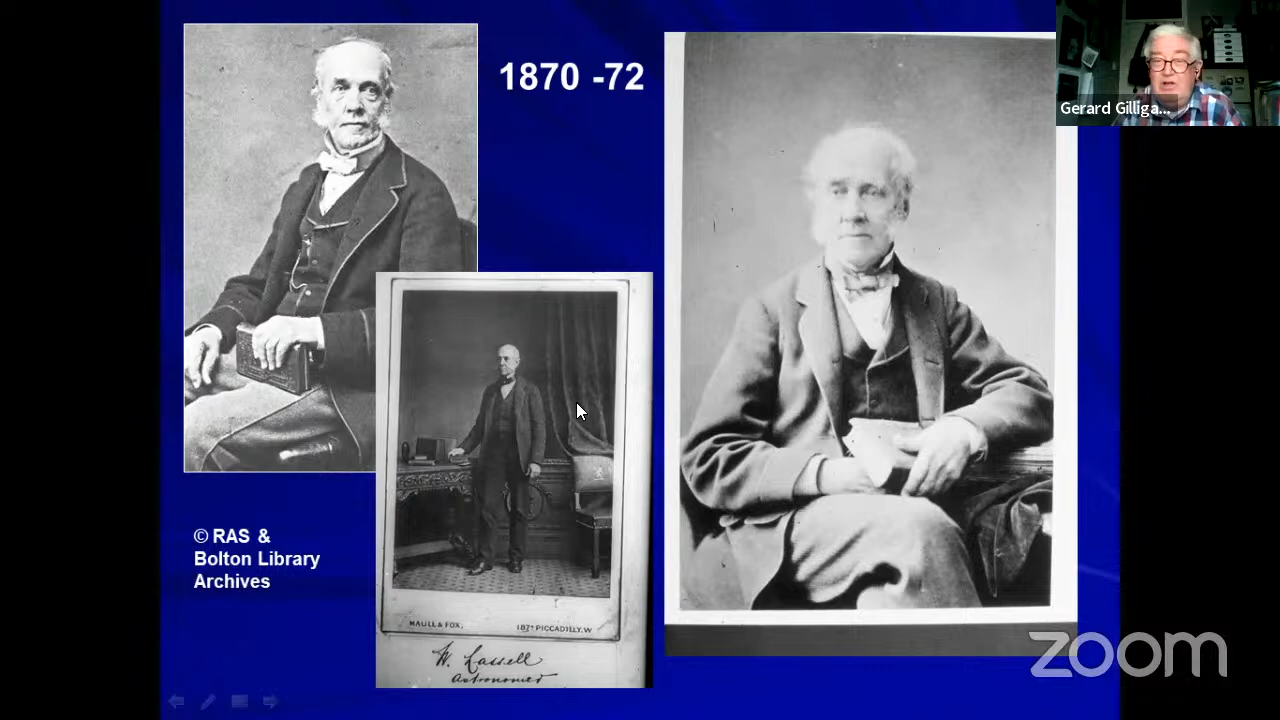 1870 -72
Gerard Gilliga...
© RAS &
Bolton Library
Archives
MAULL & FOX,
187A PICCADILLY.W
W. Lassell
Astronomer
zoom